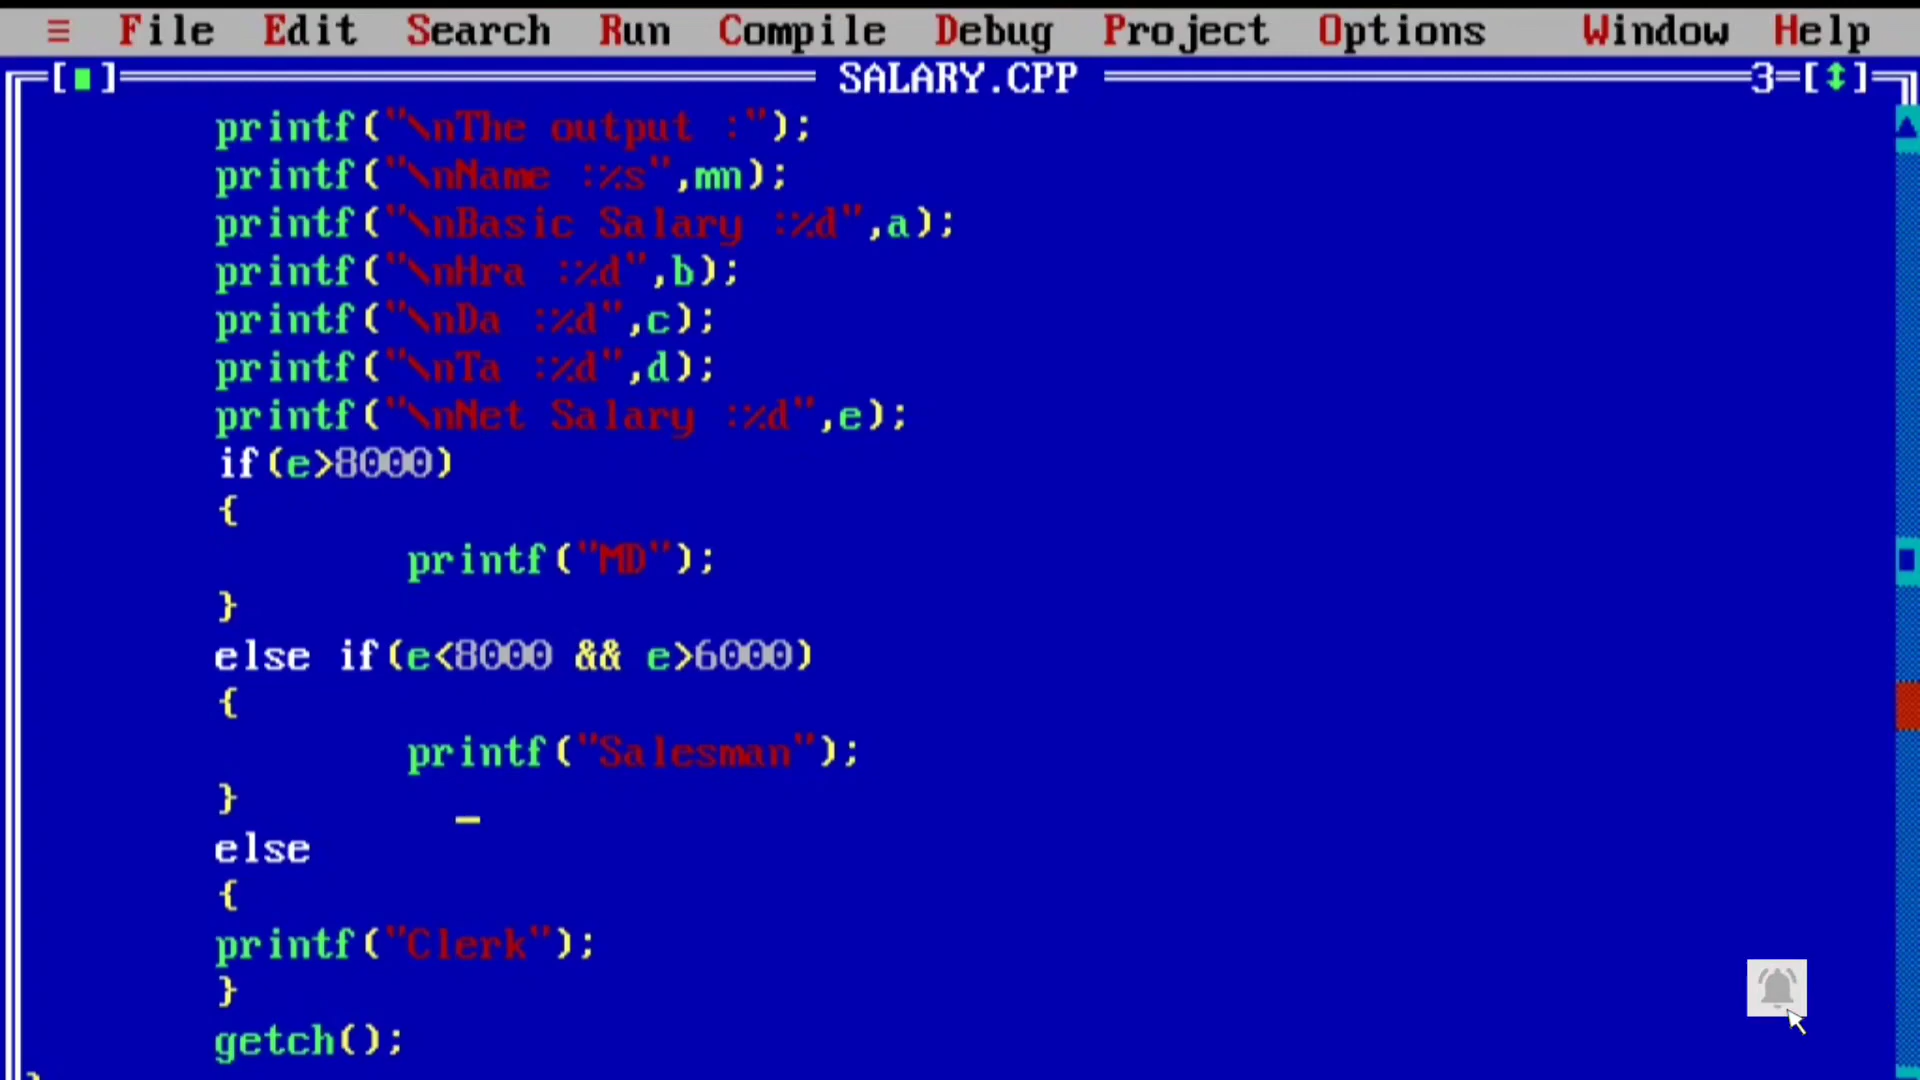 ≡ File Edit Search Run Compile Debug Project Options Window Help
[■] SALARY.CPP 3=[↕]
printf("\nThe output :");
printf("\nName :%s",mn);
printf("\nBasic Salary :%d",a);
printf("\nHra :%d",b);
printf("\nDa :%d",c);
printf("\nTa :%d",d);
printf("\nNet Salary :%d",e);
if(e>8000)
{
printf("MD");
}
else if(e<8000 && e>6000)
{
printf("Salesman");
}
else
{
printf("Clerk");
}
getch();